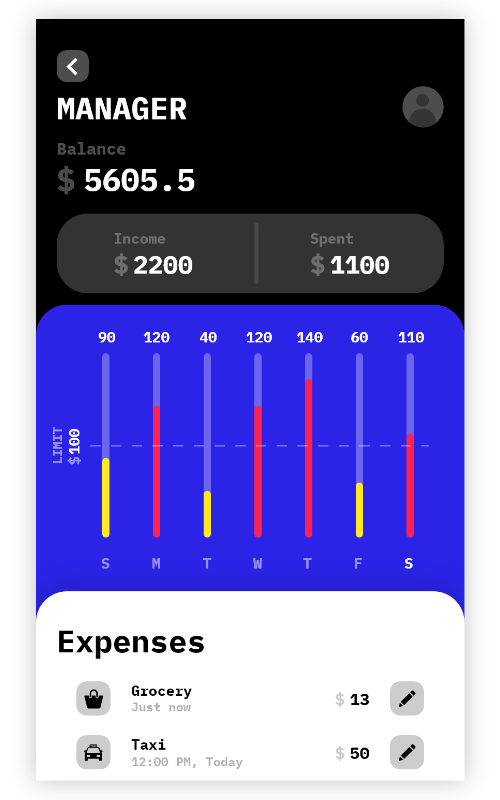 MANAGER
Balance
$ 5605.5
Income
$ 2200
Spent
$ 1100
90 120 40 120 140 60 110
LIMIT
$ 100
S M T W T F S
Expenses
Grocery
Just now
$ 13
Taxi
12:00 PM, Today
$ 50